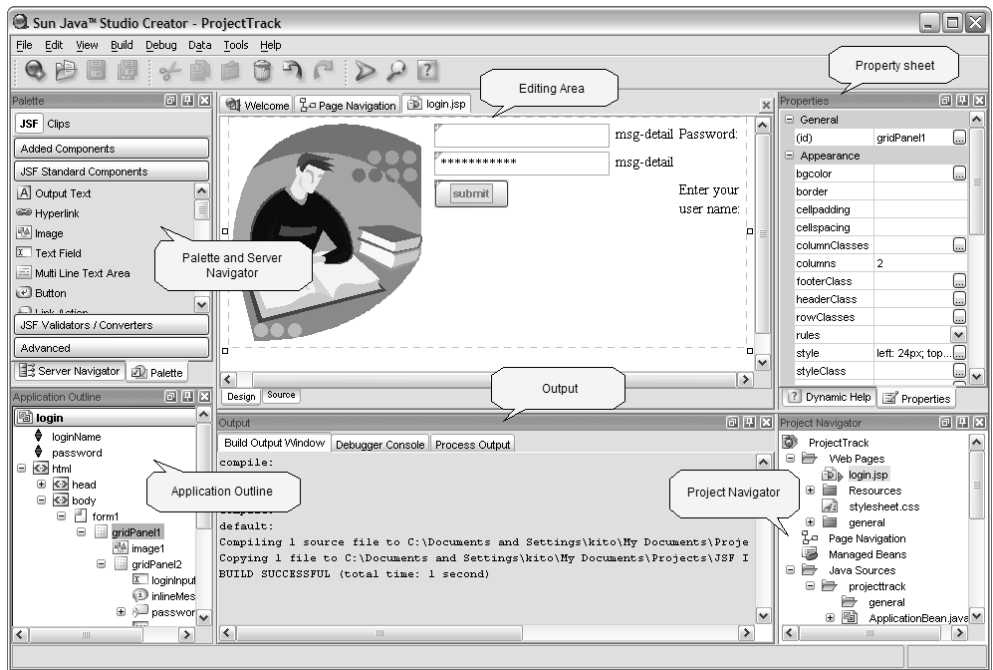 Sun Java™ Studio Creator - ProjectTrack
File Edit View Build Debug Data Tools Help
Property sheet
Editing Area
Palette
JSF Clips
Added Components
JSF Standard Components
Output Text
Hyperlink
Image
Text Field
Multi Line Text Area
Button
Link Action
JSF Validators / Converters
Advanced
Server Navigator Palette
Palette and Server
Navigator
Welcome Page Navigation login.jsp
msg-detail Password:
*********** msg-detail
submit
Enter your
user name:
Design Source
Output
Properties
General
(id) gridPanel1 ...
Appearance
bgcolor ...
border
cellpadding
cellspacing
columnClasses ...
columns 2
footerClass ...
headerClass ...
rowClasses ...
rules
style left: 24px; top... ...
styleClass ...
Dynamic Help Properties
Application Outline
login
loginName
password
html
head
body
form1
gridPanel1
image1
gridPanel2
loginInput
inlineMes
passwor
Application Outline
Output
Build Output Window Debugger Console Process Output
compile:
default:
Compiling 1 source file to C:\Documents and Settings\kito\My Documents\Proje
Copying 1 file to C:\Documents and Settings\kito\My Documents\Projects\JSF I
BUILD SUCCESSFUL (total time: 1 second)
Project Navigator
Project Navigator
ProjectTrack
Web Pages
login.jsp
Resources
stylesheet.css
general
Page Navigation
Managed Beans
Java Sources
projecttrack
general
ApplicationBean.java